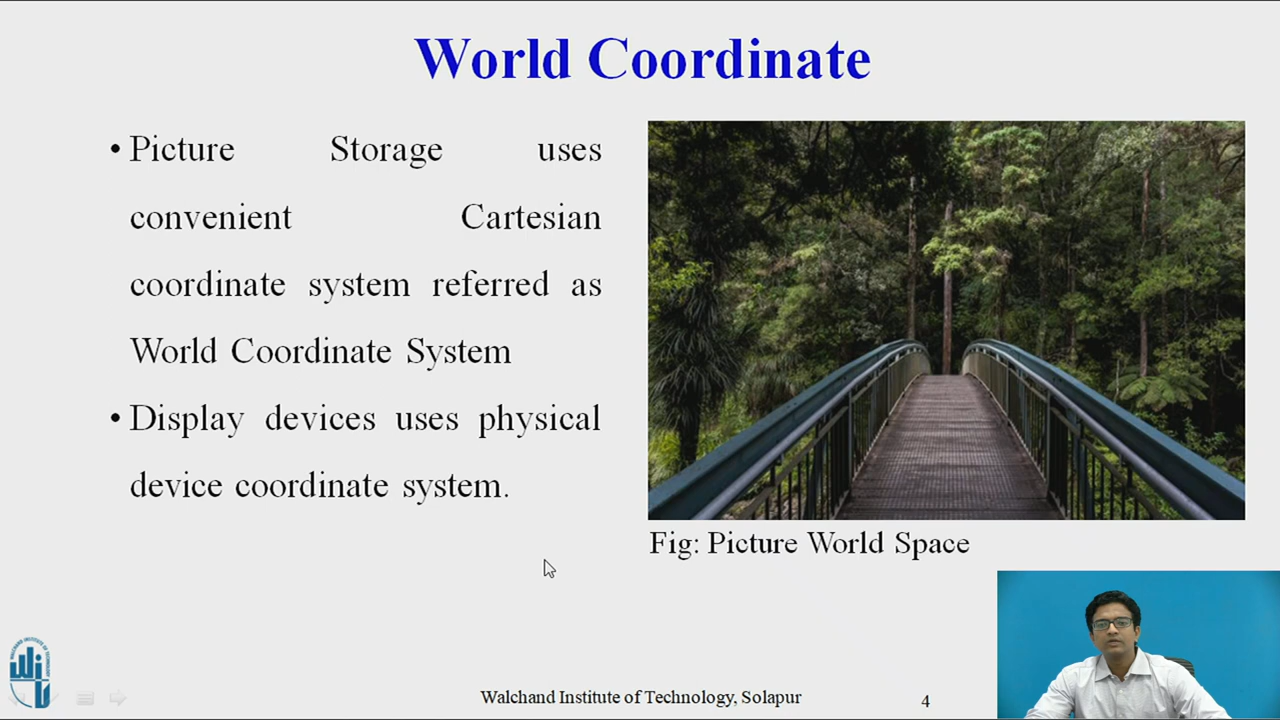 World Coordinate
• Picture Storage uses
convenient Cartesian
coordinate system referred as
World Coordinate System
• Display devices uses physical
device coordinate system.
Fig: Picture World Space
Walchand Institute of Technology, Solapur
4